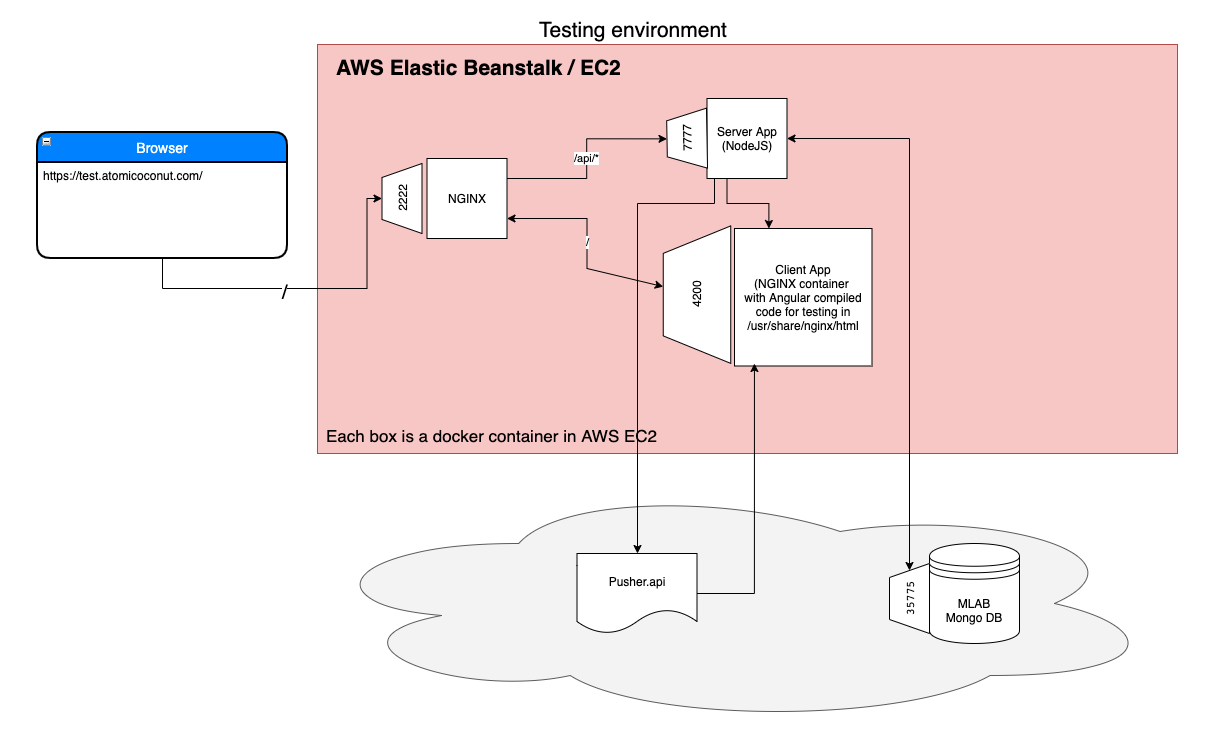 Testing environment
AWS Elastic Beanstalk / EC2
Browser
https://test.atomicoconut.com/
2222
NGINX
/api/*
/
7777
Server App
(NodeJS)
4200
Client App
(NGINX container
with Angular compiled
code for testing in
/usr/share/nginx/html
Each box is a docker container in AWS EC2
/
Pusher.api
35775
MLAB
Mongo DB